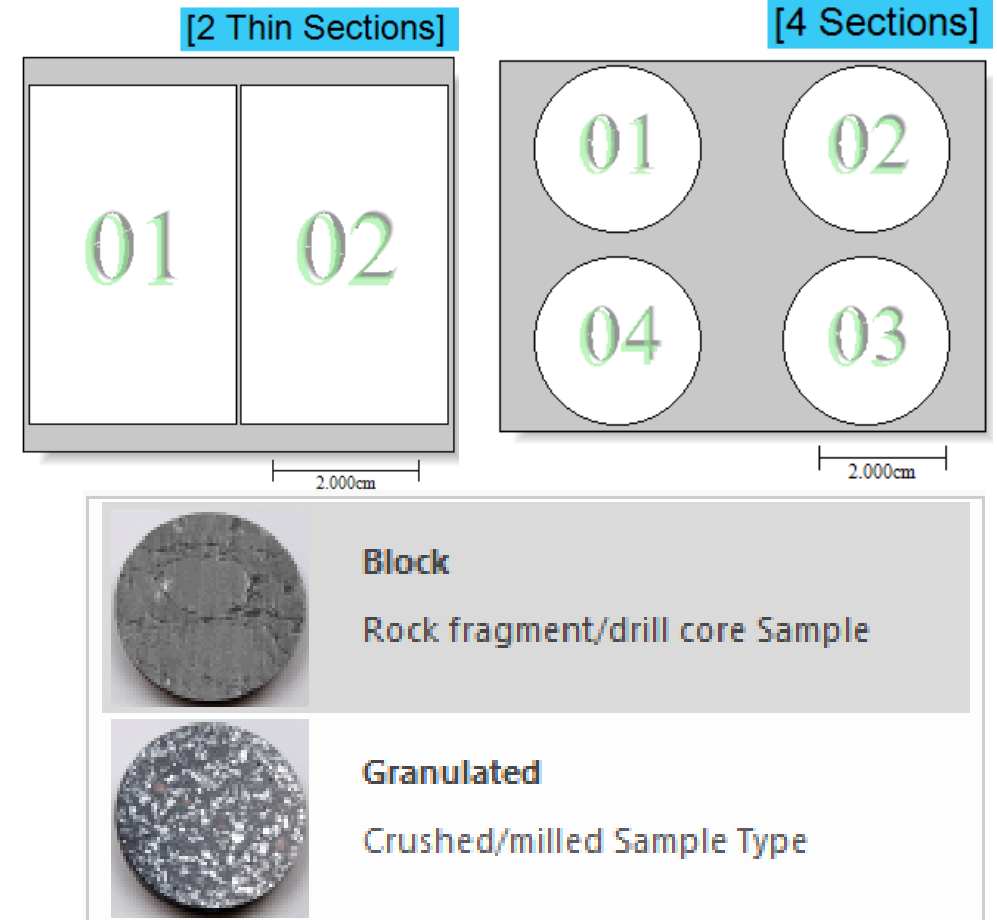 [2 Thin Sections]
[4 Sections]
01 02
01 02
04 03
2.000cm
2.000cm
Block
Rock fragment/drill core Sample
Granulated
Crushed/milled Sample Type